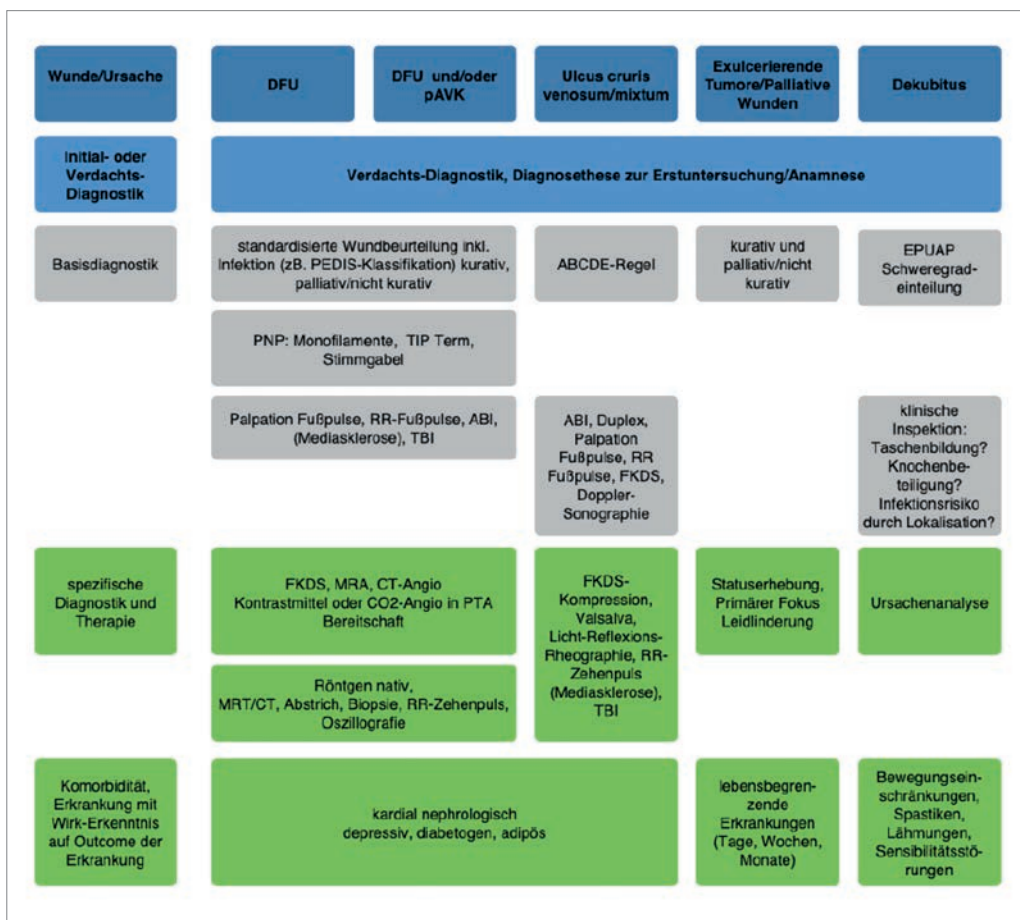 Wunde/Ursache
DFU
DFU und/oder
pAVK
Ulcus cruris
venosum/mixtum
Exulcerierende
Tumore/Palliative
Wunden
Dekubitus
Initial- oder
Verdachts-
Diagnostik
Verdachts-Diagnostik, Diagnosethese zur Erstuntersuchung/Anamnese
Basisdiagnostik
standardisierte Wundbeurteilung inkl.
Infektion (zB. PEDIS-Klassifikation) kurativ,
palliativ/nicht kurativ
ABCDE-Regel
kurativ und
palliativ/nicht
kurativ
EPUAP
Schweregrad-
einteilung
PNP: Monofilamente, TIP Term,
Stimmgabel
Palpation Fußpulse, RR-Fußpulse, ABI,
(Mediasklerose), TBI
ABI, Duplex,
Palpation
Fußpulse, RR
Fußpulse, FKDS,
Doppler-
Sonographie
klinische
Inspektion:
Taschenbildung?
Knochenbe-
teiligung?
Infektionsrisiko
durch Lokalisation?
spezifische
Diagnostik und
Therapie
FKDS, MRA, CT-Angio
Kontrastmittel oder CO2-Angio in PTA
Bereitschaft
FKDS-
Kompression,
Valsalva,
Licht-Reflexions-
Rheographie, RR-
Zehenpuls
(Mediasklerose),
TBI
Statuserhebung,
Primärer Fokus
Leidlinderung
Ursachenanalyse
Röntgen nativ,
MRT/CT, Abstrich, Biopsie, RR-Zehenpuls,
Oszillografie
Komorbidität,
Erkrankung mit
Wirk-Erkenntnis
auf Outcome der
Erkrankung
kardial nephrologisch
depressiv, diabetogen, adipös
lebensbegren-
zende
Erkrankungen
(Tage, Wochen,
Monate)
Bewegungsein-
schränkungen,
Spastiken,
Lähmungen,
Sensibilitätsstö-
rungen